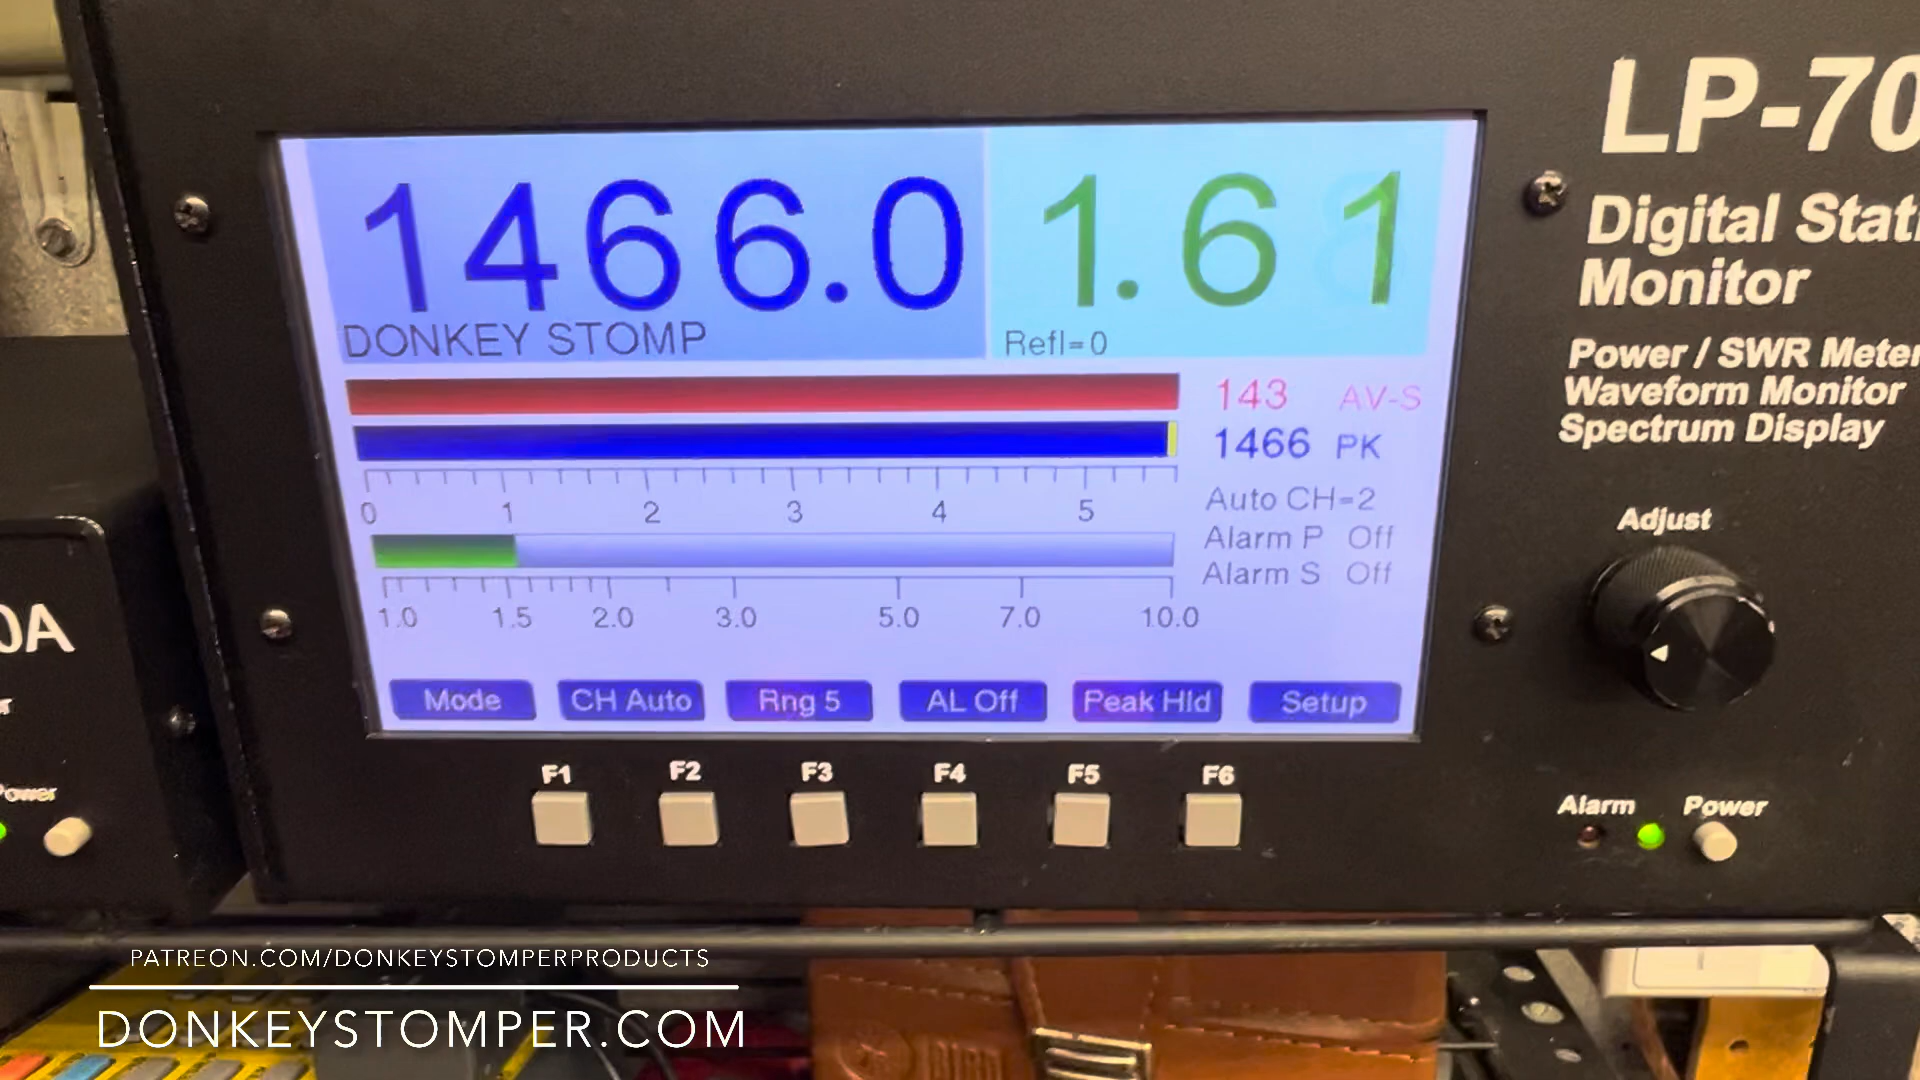 LP-70
Digital Stati
Monitor
Power / SWR Meter
Waveform Monitor
Spectrum Display
1466.0
1.61
DONKEY STOMP
Refl=0
143 AV-S
1466 PK
0 1 2 3 4 5
Auto CH=2
Alarm P Off
Alarm S Off
1.0 1.5 2.0 3.0 5.0 7.0 10.0
Mode CH Auto Rng 5 AL Off Peak Hld Setup
F1 F2 F3 F4 F5 F6
Adjust
Alarm Power
0A
Power
PATREON.COM/DONKEYSTOMPERPRODUCTS
DONKEYSTOMPER.COM